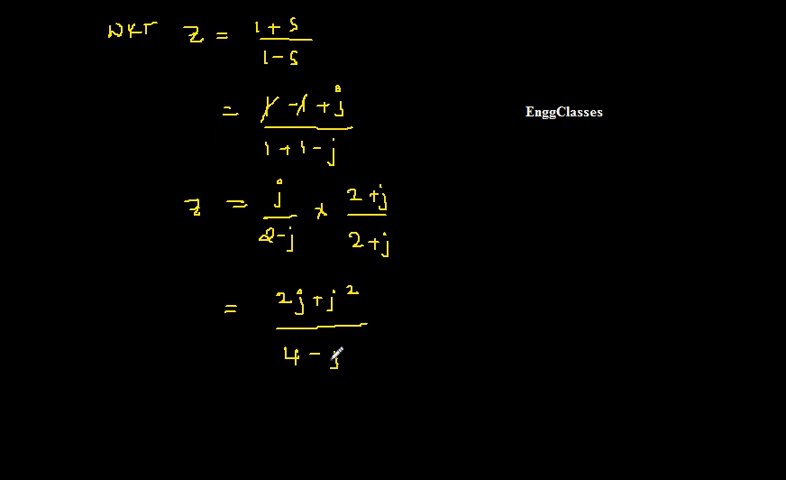 WKT Z = 1+S / 1-S
= 1-1+j / 1+1-j
EnggClasses
Z = j / 2-j × 2+j / 2+j
= 2j+j² / 4-j